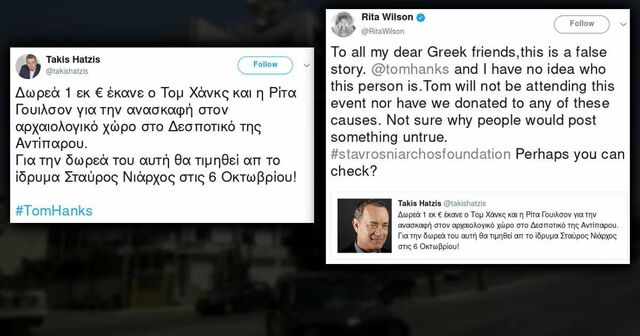 Takis Hatzis
@takishatzis
Follow
Δωρεά 1 εκ € έκανε ο Τομ Χάνκς και η Ρίτα
Γουιλσον για την ανασκαφή στον
αρχαιολογικό χώρο στο Δεσποτικό της
Αντίπαρου.
Για την δωρεά του αυτή θα τιμηθεί απ το
ίδρυμα Σταύρος Νιάρχος στις 6 Οκτωβρίου!
#TomHanks
Rita Wilson
@RitaWilson
Follow
To all my dear Greek friends,this is a false
story. @tomhanks and I have no idea who
this person is.Tom will not be attending this
event nor have we donated to any of these
causes. Not sure why people would post
something untrue.
#stavrosniarchosfoundation Perhaps you can
check?
Takis Hatzis @takishatzis
Δωρεά 1 εκ € έκανε ο Τομ Χάνκς και η Ρίτα Γουιλσον για την
ανασκαφή στον αρχαιολογικό χώρο στο Δεσποτικό της Αντίπαρου.
Για την δωρεά του αυτή θα τιμηθεί απ το ίδρυμα Σταύρος Νιάρχος
στις 6 Οκτωβρίου!